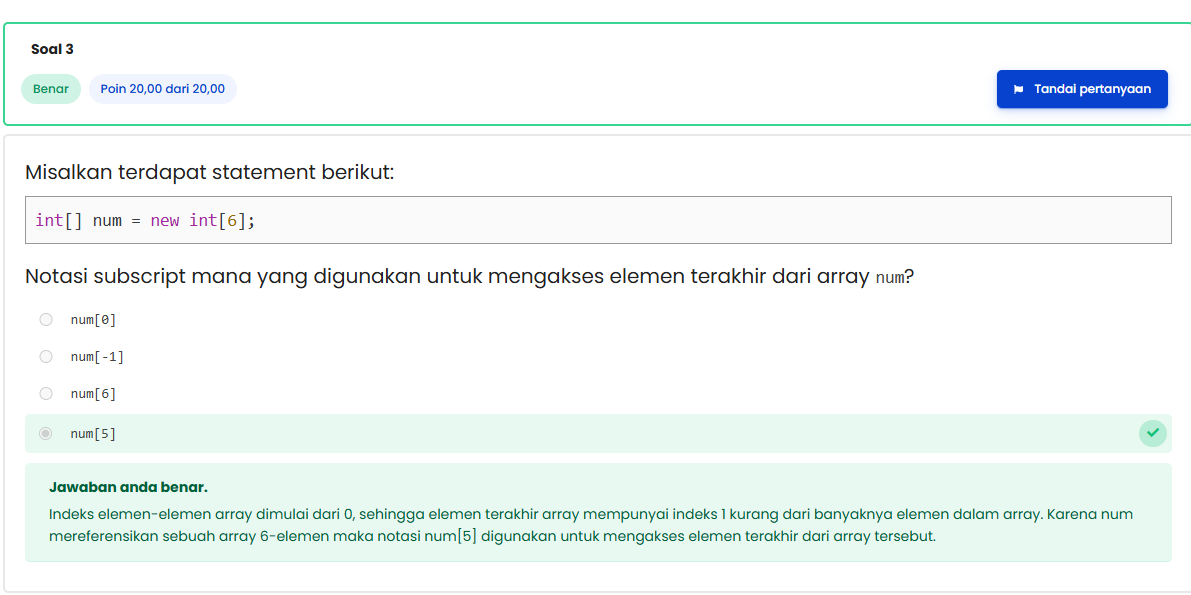 Soal 3
Benar
Poin 20,00 dari 20,00
Tandai pertanyaan
Misalkan terdapat statement berikut:
int[] num = new int[6];
Notasi subscript mana yang digunakan untuk mengakses elemen terakhir dari array num?
num[0]
num[-1]
num[6]
num[5]
Jawaban anda benar.
Indeks elemen-elemen array dimulai dari 0, sehingga elemen terakhir array mempunyai indeks 1 kurang dari banyaknya elemen dalam array. Karena num
mereferensikan sebuah array 6-elemen maka notasi num[5] digunakan untuk mengakses elemen terakhir dari array tersebut.